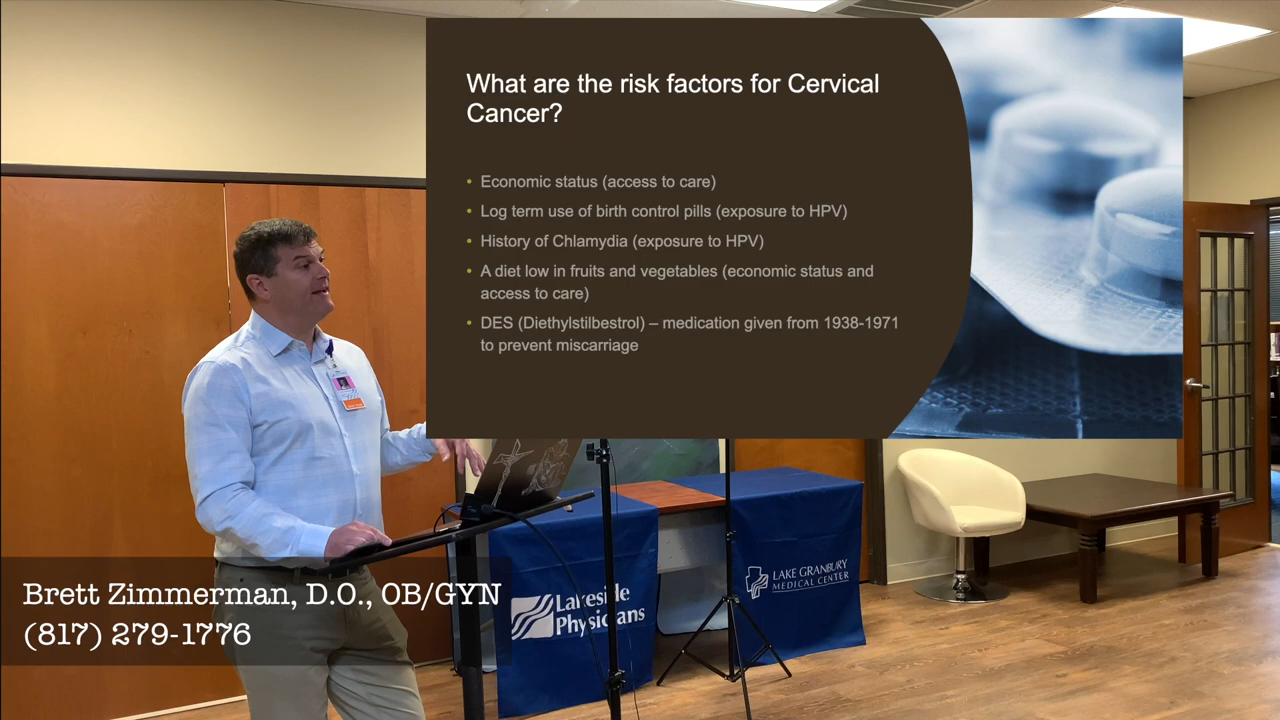 What are the risk factors for Cervical
Cancer?
• Economic status (access to care)
• Log term use of birth control pills (exposure to HPV)
• History of Chlamydia (exposure to HPV)
• A diet low in fruits and vegetables (economic status and
access to care)
• DES (Diethylstilbestrol) – medication given from 1938-1971
to prevent miscarriage
Brett Zimmerman, D.O., OB/GYN
(817) 279-1776
Lakeside
Physicians
LAKE GRANBURY
MEDICAL CENTER